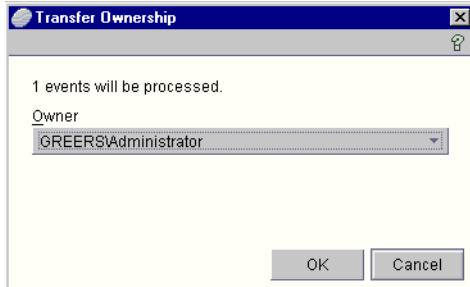 Transfer Ownership
1 events will be processed.
Owner
GREERS\Administrator
OK
Cancel